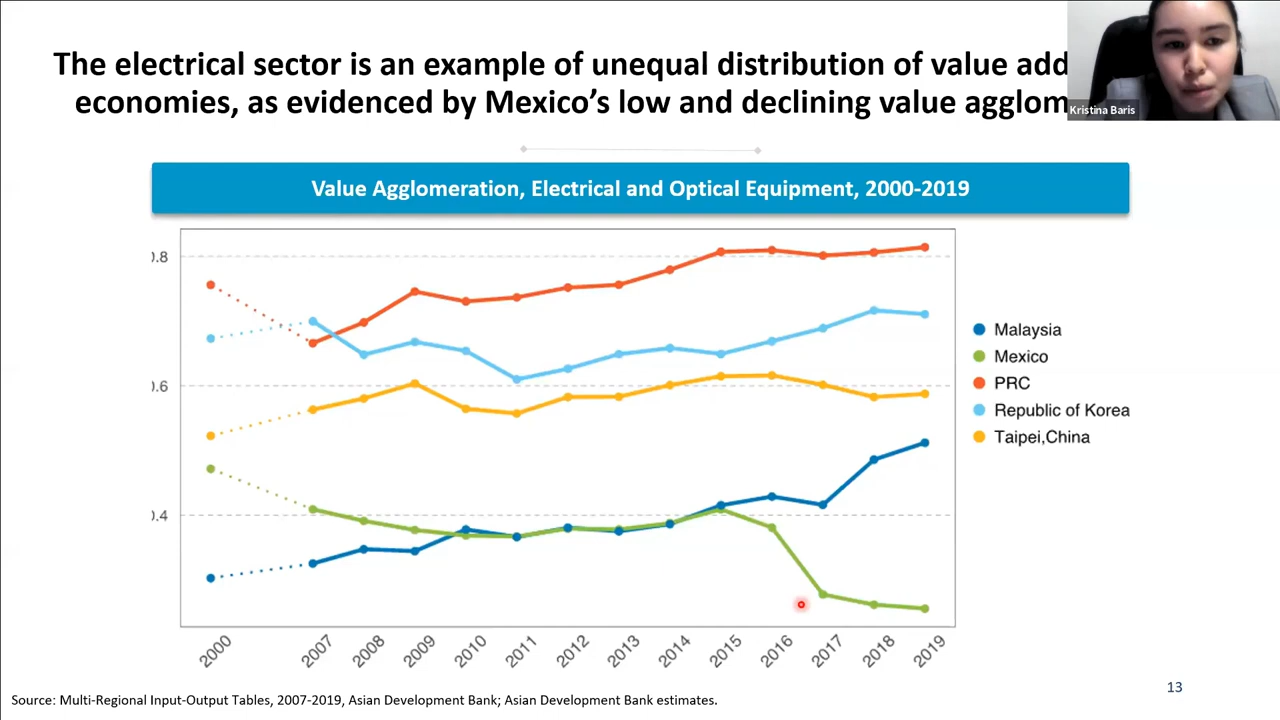 The electrical sector is an example of unequal distribution of value add
economies, as evidenced by Mexico's low and declining value agglom
Kristina Baris
Value Agglomeration, Electrical and Optical Equipment, 2000-2019
).8
).6
).4
2000
2007
2008
2009
2010
2011
2012
2013
2014
2015
2016
2017
2018
2019
Malaysia
Mexico
PRC
Republic of Korea
Taipei,China
13
Source: Multi-Regional Input-Output Tables, 2007-2019, Asian Development Bank; Asian Development Bank estimates.